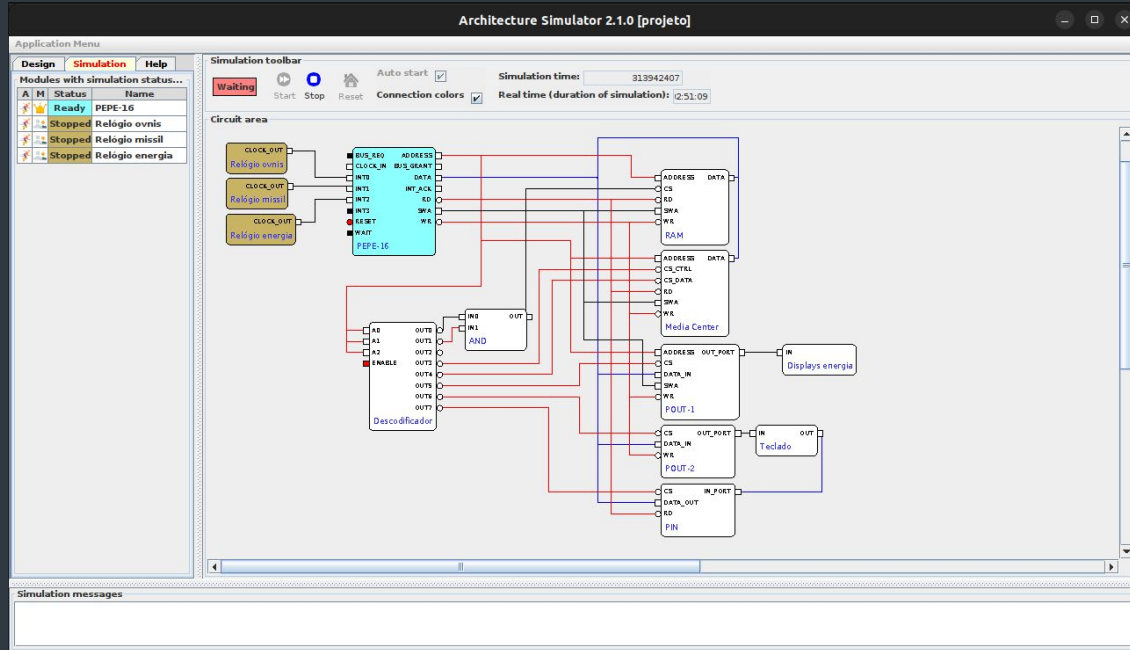 Architecture Simulator 2.1.0 [projeto]
Application Menu
Design Simulation Help
Modules with simulation status...
A M Status Name
Ready PEPE-16
Stopped Relógio ovnis
Stopped Relógio missil
Stopped Relógio energia
Simulation toolbar
Waiting
Start Stop Reset
Auto start
Connection colors
Simulation time: 313942407
Real time (duration of simulation): 02:51:09
Circuit area
CLOCK_OUT
Relógio ovnis
CLOCK_OUT
Relógio missil
CLOCK_OUT
Relógio energia
BUS_REQ ADDRESS
CLOCK_IN BUS_GRANT
INT0 DATA
INT1 INT_ACK
INT2 RD
INT3 BWA
RESET WR
WAIT
PEPE-16
ADDRESS DATA
CS
RD
BWA
WR
RAM
ADDRESS DATA
CS_CTRL
CS_DATA
RD
BWA
WR
Media Center
IN0 OUT
IN1
AND
A0 OUT0
A1 OUT1
A2 OUT2
ENABLE OUT3
OUT4
OUT5
OUT6
OUT7
Descodificador
ADDRESS OUT_PORT
CS
DATA_IN
BWA
WR
POUT-1
IN
Displays energia
CS OUT_PORT
DATA_IN
WR
POUT-2
IN OUT
Teclado
CS IN_PORT
DATA_OUT
RD
PIN
Simulation messages